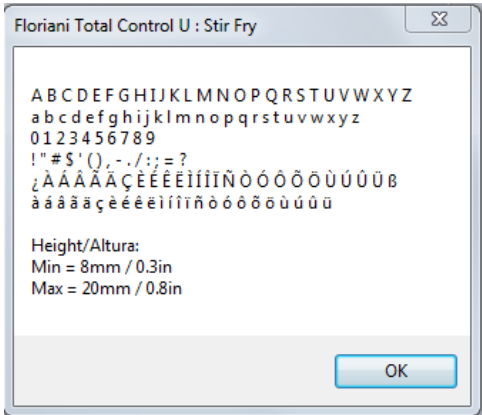 Floriani Total Control U : Stir Fry
A B C D E F G H I J K L M N O P Q R S T U V W X Y Z
a b c d e f g h i j k l m n o p q r s t u v w x y z
0 1 2 3 4 5 6 7 8 9
! " # $ ' ( ) , - . / : ; = ?
¿ À Á Â Ã Ä Ç È É Ê Ë Ì Í Î Ï Ñ Ò Ó Ô Õ Ö Ù Ú Û Ü ß
à á â ã ä ç è é ê ë ì í î ï ñ ò ó ô õ ö ù ú û ü
Height/Altura:
Min = 8mm / 0.3in
Max = 20mm / 0.8in
OK